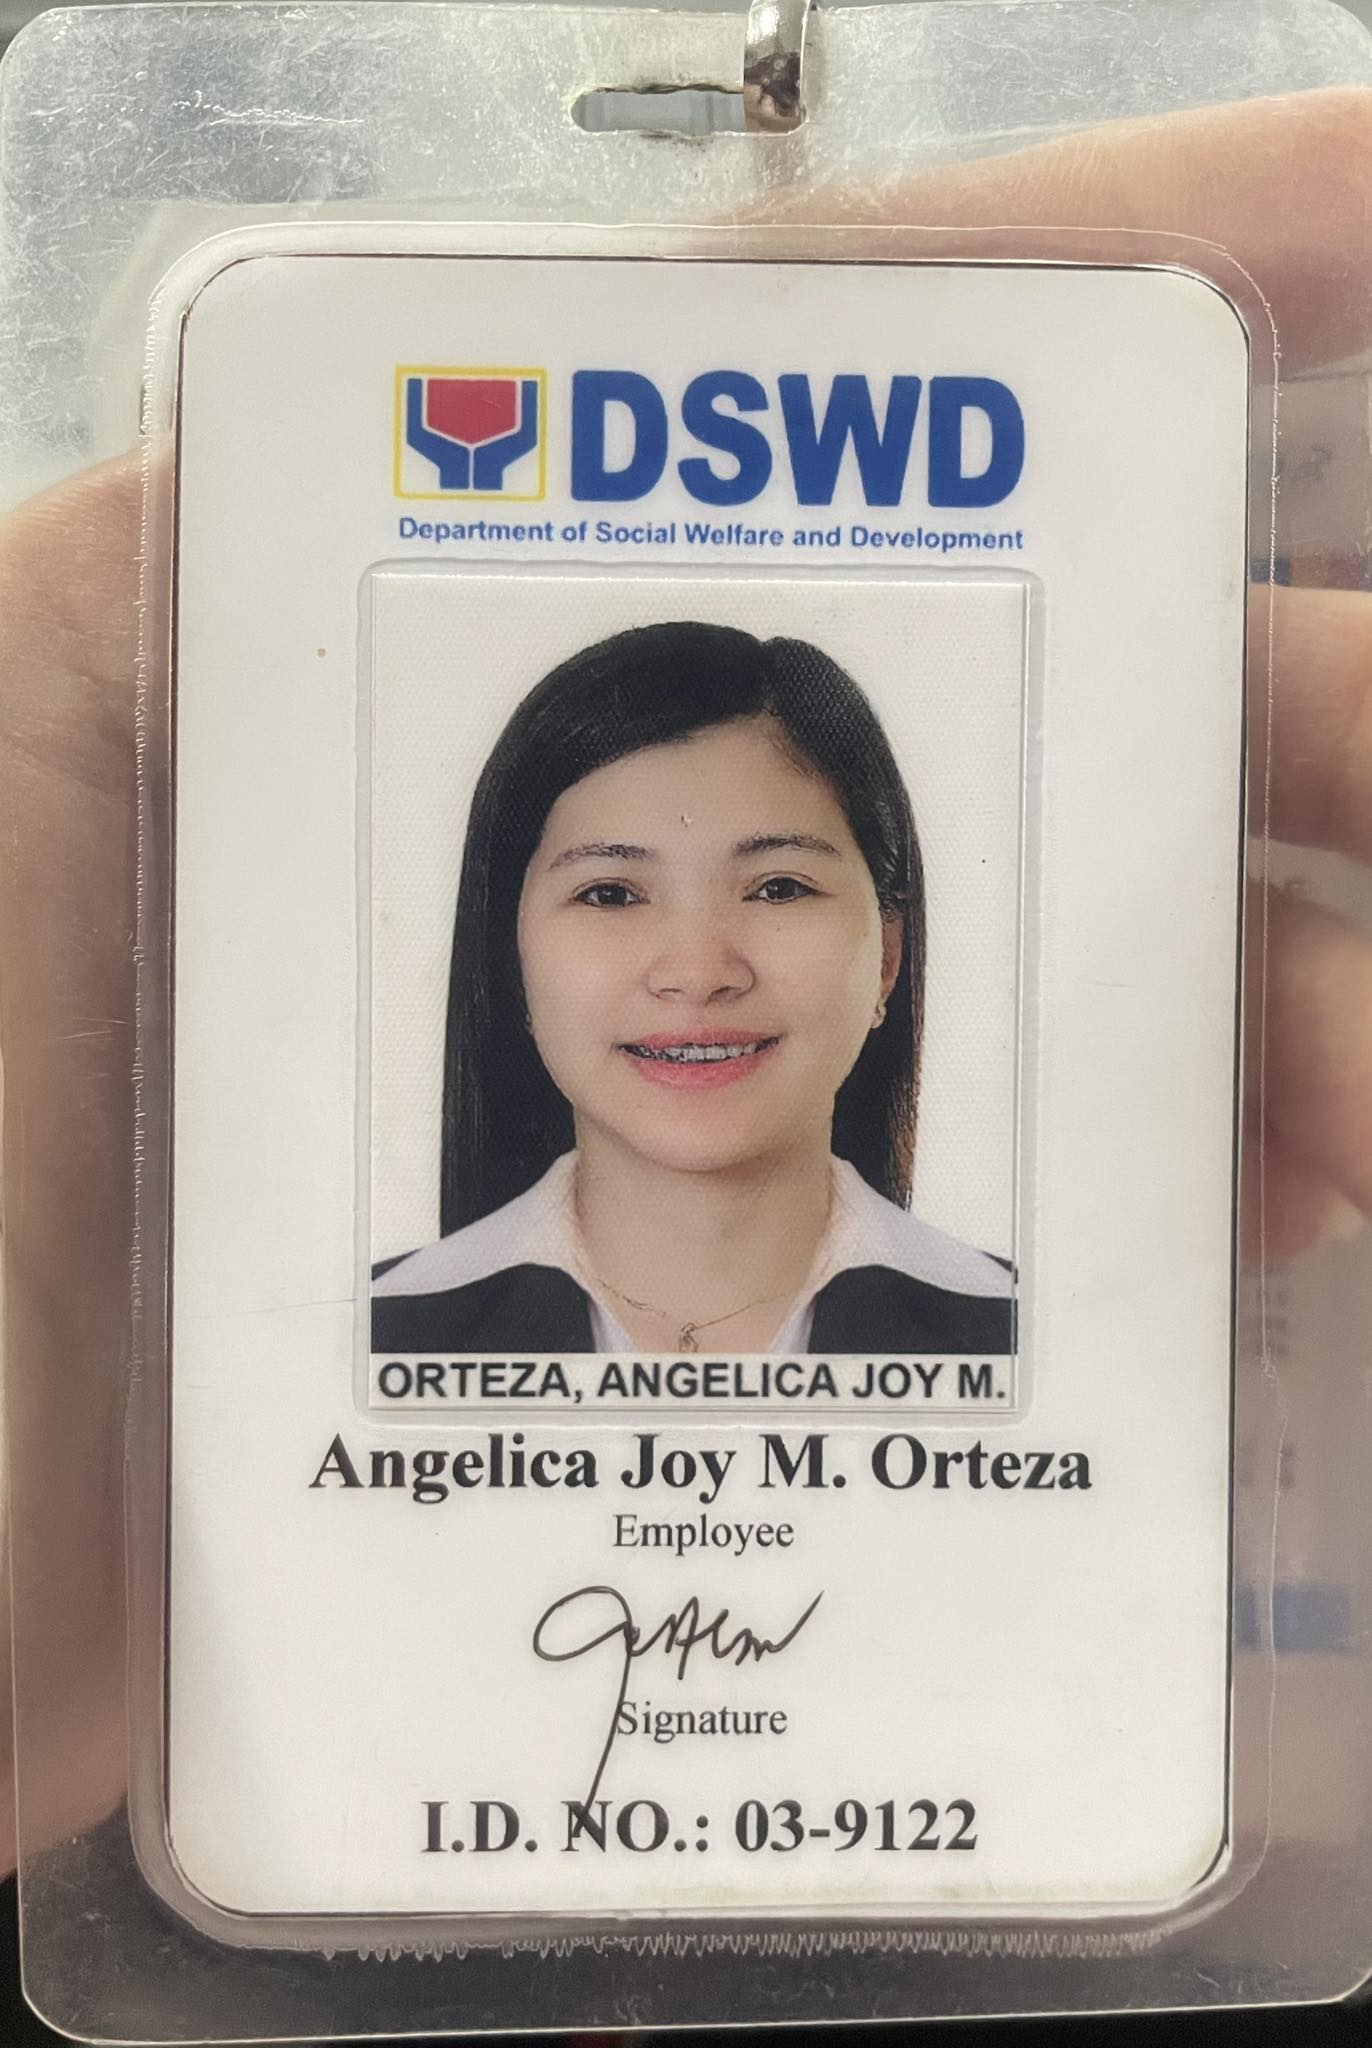 DSWD
Department of Social Welfare and Development
ORTEZA, ANGELICA JOY M.
Angelica Joy M. Orteza
Employee
Signature
I.D. NO.: 03-9122